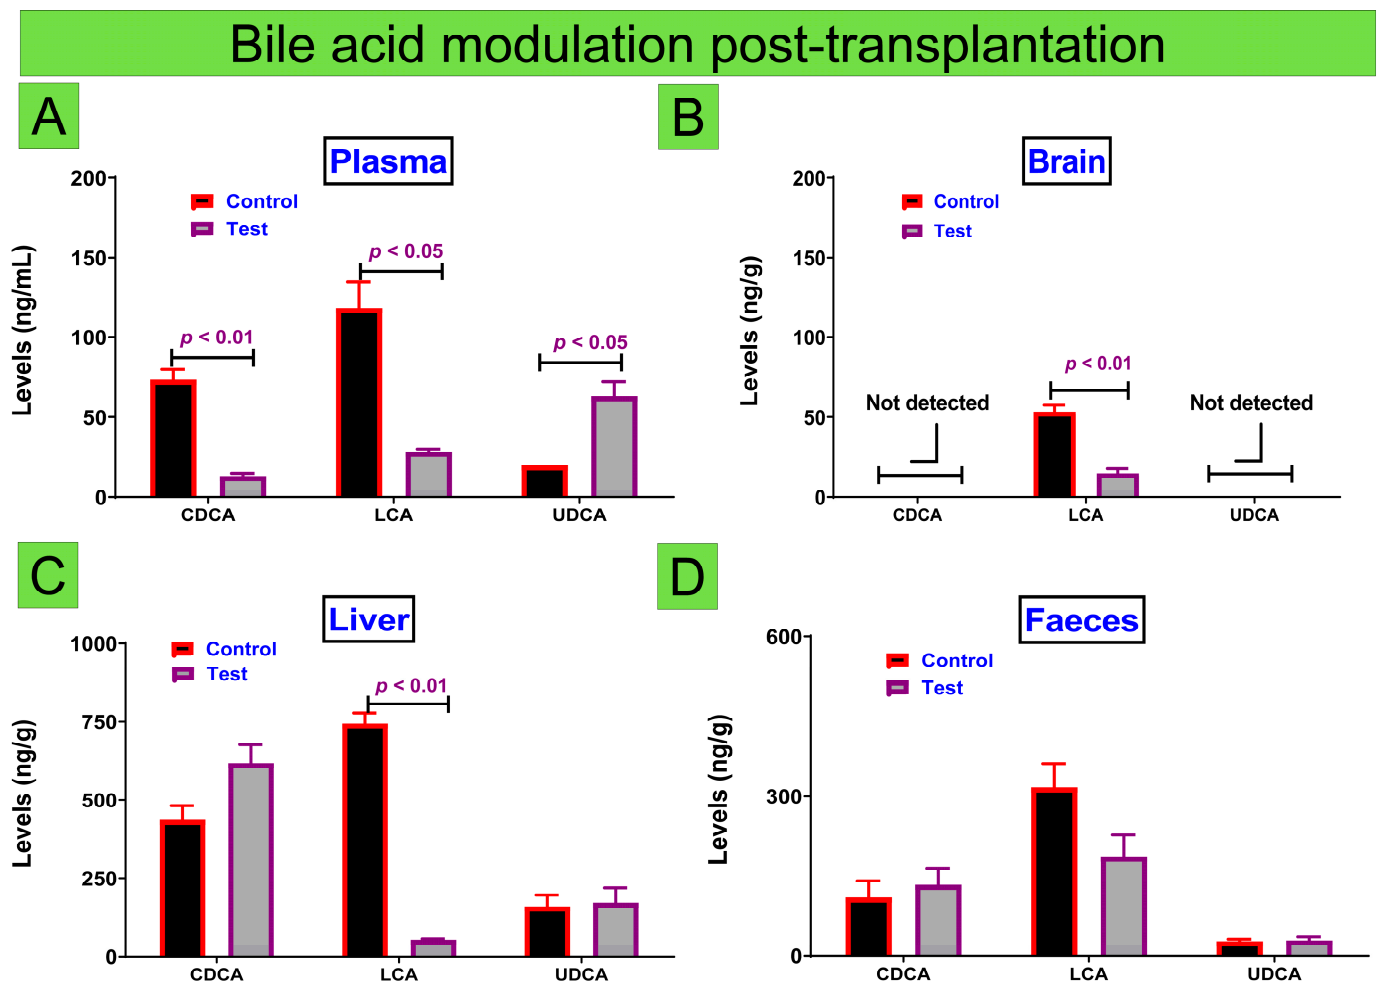 Bile acid modulation post-transplantation
A
Plasma
Levels (ng/mL)
200
150
100
50
0
Control
Test
p < 0.01
p < 0.05
p < 0.05
CDCA
LCA
UDCA
B
Brain
Levels (ng/g)
200
150
100
50
0
Control
Test
Not detected
p < 0.01
Not detected
CDCA
LCA
UDCA
C
Liver
Levels (ng/g)
1000
750
500
250
0
Control
Test
p < 0.01
CDCA
LCA
UDCA
D
Faeces
Levels (ng/g)
600
300
0
Control
Test
CDCA
LCA
UDCA